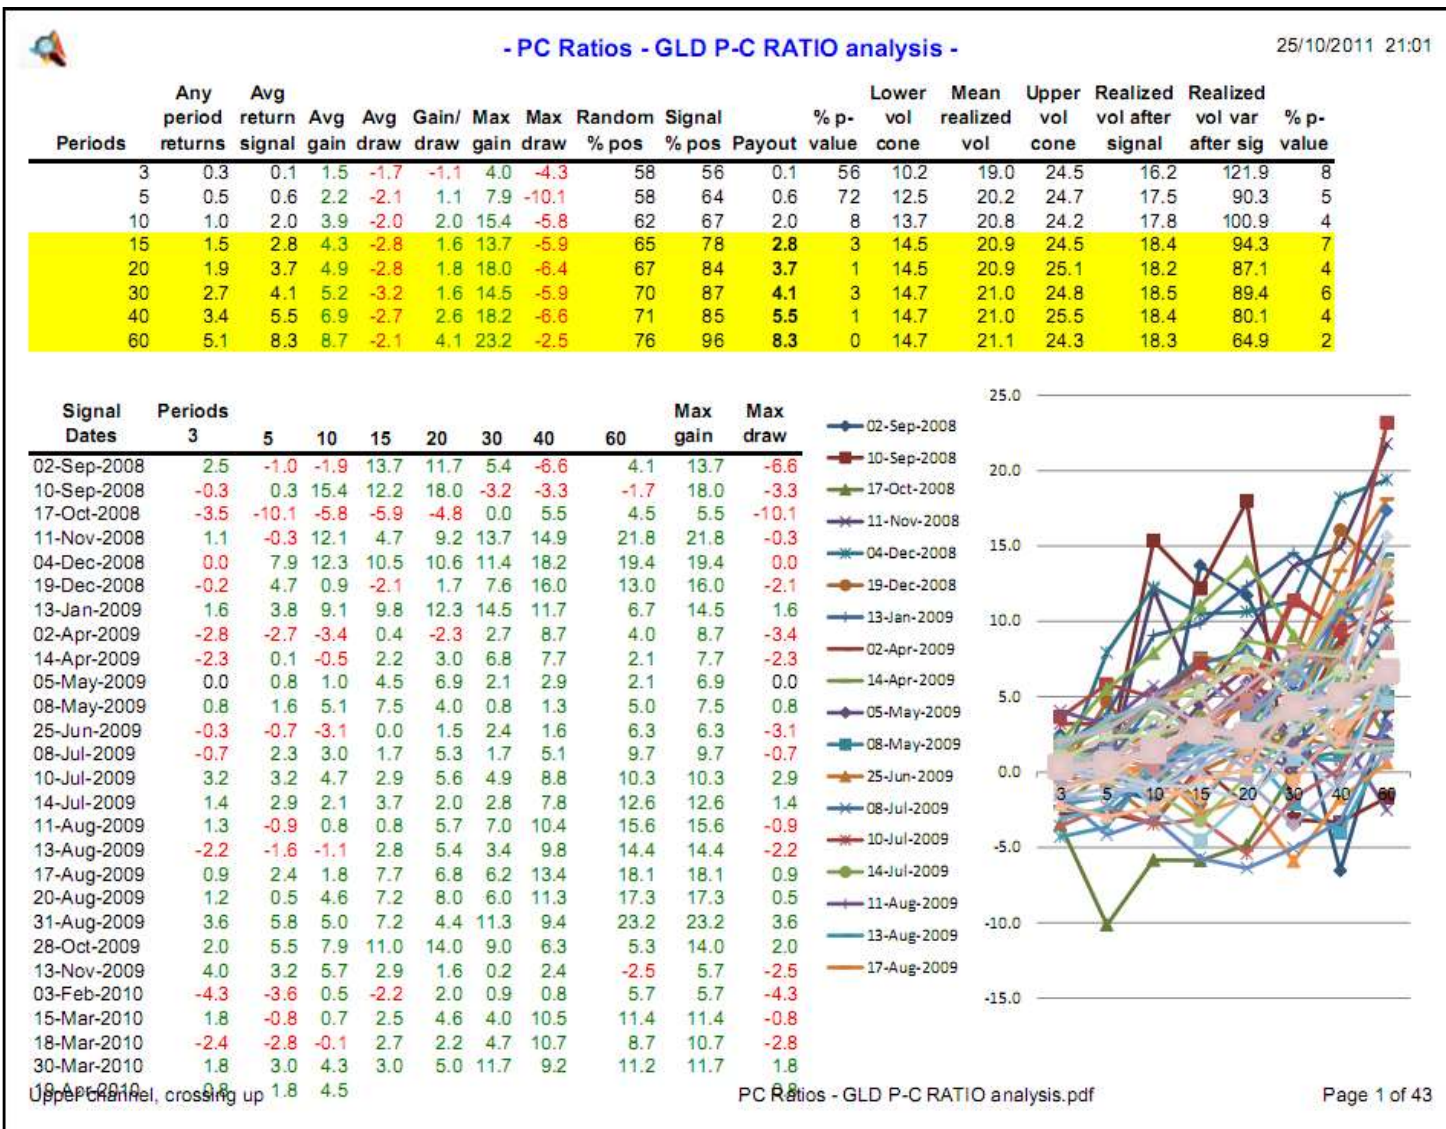 - PC Ratios - GLD P-C RATIO analysis -
25/10/2011 21:01
Any Avg Lower Mean Upper Realized Realized
period return Avg Avg Gain/ Max Max Random Signal % p- vol realized vol vol after vol var % p-
Periods returns signal gain draw draw gain draw % pos % pos Payout value cone vol cone signal after sig value
3 0.3 0.1 1.5 -1.7 -1.1 4.0 -4.3 58 56 0.1 56 10.2 19.0 24.5 16.2 121.9 8
5 0.5 0.6 2.2 -2.1 1.1 7.9 -10.1 58 64 0.6 72 12.5 20.2 24.7 17.5 90.3 5
10 1.0 2.0 3.9 -2.0 2.0 15.4 -5.8 62 67 2.0 8 13.7 20.8 24.2 17.8 100.9 4
15 1.5 2.8 4.3 -2.8 1.6 13.7 -5.9 65 78 2.8 3 14.5 20.9 24.5 18.4 94.3 7
20 1.9 3.7 4.9 -2.8 1.8 18.0 -6.4 67 84 3.7 1 14.5 20.9 25.1 18.2 87.1 4
30 2.7 4.1 5.2 -3.2 1.6 14.5 -5.9 70 87 4.1 3 14.7 21.0 24.8 18.5 89.4 6
40 3.4 5.5 6.9 -2.7 2.6 18.2 -6.6 71 85 5.5 1 14.7 21.0 25.5 18.4 80.1 4
60 5.1 8.3 8.7 -2.1 4.1 23.2 -2.5 76 96 8.3 0 14.7 21.1 24.3 18.3 64.9 2
Signal Periods Max Max
Dates 3 5 10 15 20 30 40 60 gain draw
02-Sep-2008 2.5 -1.0 -1.9 13.7 11.7 5.4 -6.6 4.1 13.7 -6.6
10-Sep-2008 -0.3 0.3 15.4 12.2 18.0 -3.2 -3.3 -1.7 18.0 -3.3
17-Oct-2008 -3.5 -10.1 -5.8 -5.9 -4.8 0.0 5.5 4.5 5.5 -10.1
11-Nov-2008 1.1 -0.3 12.1 4.7 9.2 13.7 14.9 21.8 21.8 -0.3
04-Dec-2008 0.0 7.9 12.3 10.5 10.6 11.4 18.2 19.4 19.4 0.0
19-Dec-2008 -0.2 4.7 0.9 -2.1 1.7 7.6 16.0 13.0 16.0 -2.1
13-Jan-2009 1.6 3.8 9.1 9.8 12.3 14.5 11.7 6.7 14.5 1.6
02-Apr-2009 -2.8 -2.7 -3.4 0.4 -2.3 2.7 8.7 4.0 8.7 -3.4
14-Apr-2009 -2.3 0.1 -0.5 2.2 3.0 6.8 7.7 2.1 7.7 -2.3
05-May-2009 0.0 0.8 1.0 4.5 6.9 2.1 2.9 2.1 6.9 0.0
08-May-2009 0.8 1.6 5.1 7.5 4.0 0.8 1.3 5.0 7.5 0.8
25-Jun-2009 -0.3 -0.7 -3.1 0.0 1.5 2.4 1.6 6.3 6.3 -3.1
08-Jul-2009 -0.7 2.3 3.0 1.7 5.3 1.7 5.1 9.7 9.7 -0.7
10-Jul-2009 3.2 3.2 4.7 2.9 5.6 4.9 8.8 10.3 10.3 2.9
14-Jul-2009 1.4 2.9 2.1 3.7 2.0 2.8 7.8 12.6 12.6 1.4
11-Aug-2009 1.3 -0.9 0.8 0.8 5.7 7.0 10.4 15.6 15.6 -0.9
13-Aug-2009 -2.2 -1.6 -1.1 2.8 5.4 3.4 9.8 14.4 14.4 -2.2
17-Aug-2009 0.9 2.4 1.8 7.7 6.8 6.2 13.4 18.1 18.1 0.9
20-Aug-2009 1.2 0.5 4.6 7.2 8.0 6.0 11.3 17.3 17.3 0.5
31-Aug-2009 3.6 5.8 5.0 7.2 4.4 11.3 9.4 23.2 23.2 3.6
28-Oct-2009 2.0 5.5 7.9 11.0 14.0 9.0 6.3 5.3 14.0 2.0
13-Nov-2009 4.0 3.2 5.7 2.9 1.6 0.2 2.4 -2.5 5.7 -2.5
03-Feb-2010 -4.3 -3.6 0.5 -2.2 2.0 0.9 0.8 5.7 5.7 -4.3
15-Mar-2010 1.8 -0.8 0.7 2.5 4.6 4.0 10.5 11.4 11.4 -0.8
18-Mar-2010 -2.4 -2.8 -0.1 2.7 2.2 4.7 10.7 8.7 10.7 -2.8
30-Mar-2010 1.8 3.0 4.3 3.0 5.0 11.7 9.2 11.2 11.7 1.8
19-Apr-2010 0.8 1.8 4.5 0.8
02-Sep-2008
10-Sep-2008
17-Oct-2008
11-Nov-2008
04-Dec-2008
19-Dec-2008
13-Jan-2009
02-Apr-2009
14-Apr-2009
05-May-2009
08-May-2009
25-Jun-2009
08-Jul-2009
10-Jul-2009
14-Jul-2009
11-Aug-2009
13-Aug-2009
17-Aug-2009
25.0
20.0
15.0
10.0
5.0
0.0
3 5 10 15 20 30 40 60
-5.0
-10.0
-15.0
Upper channel, crossing up
PC Ratios - GLD P-C RATIO analysis.pdf
Page 1 of 43